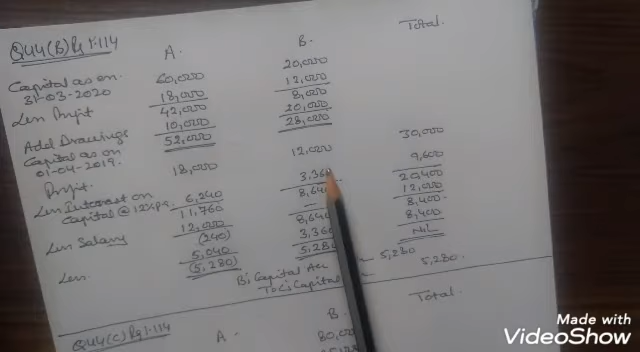 Q44(B) Pg 1.114
A. B. Total.
Capital as on 31-03-2020 60,000 20,000
Less Profit 18,000 12,000
42,000 8,000
Add Drawings 10,000 20,000
Capital as on 01-04-2019. 52,000 28,000
Profit. 18,000 12,000 30,000
Less Interest on Capital @ 12% pa. 6,240 3,360 9,600
11,760 8,640 20,400
Less Salary 12,000 — 12,000
(240) 8,640 8,400
Less. 5,040 3,360 8,400
(5,280) 5,280 Nil
B's Capital A/c — 5,280
To C's Capital — 5,280.
Q44(C) Pg 1.114 A B. Total.
80,000
Made with
VideoShow